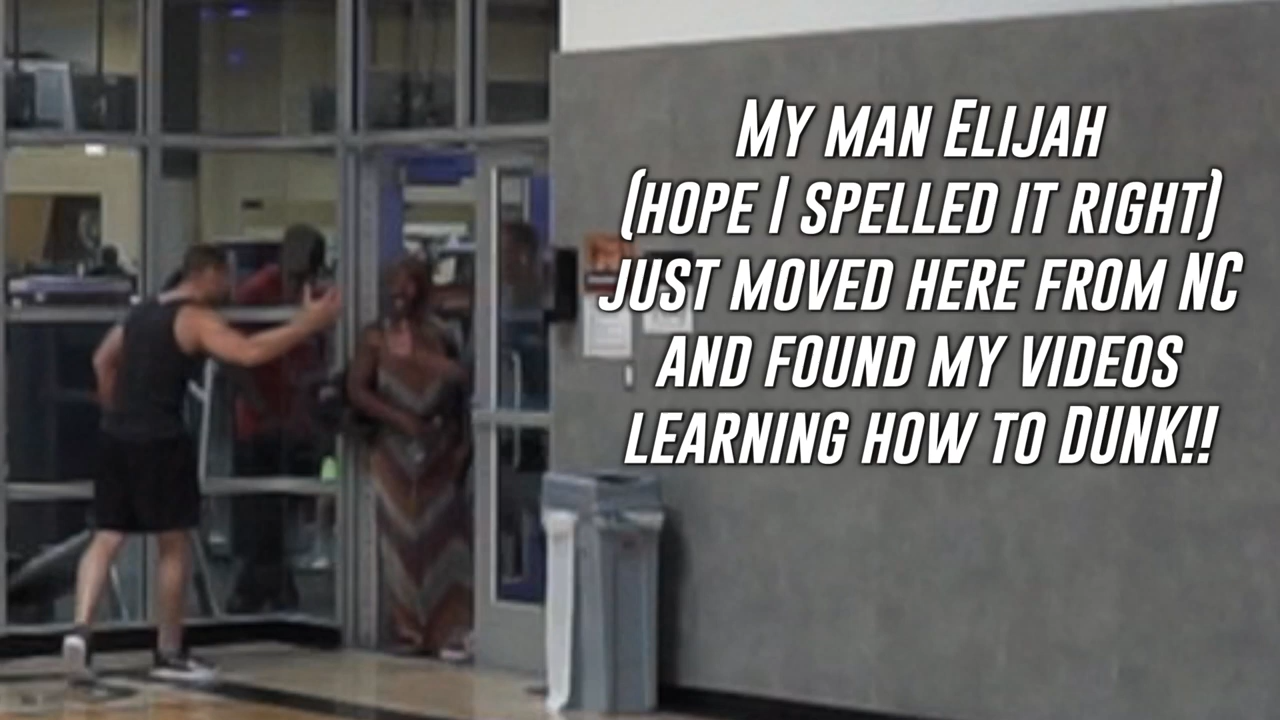 My man Elijah
(hope I spelled it right)
just moved here from NC
and found my videos
learning how to DUNK!!